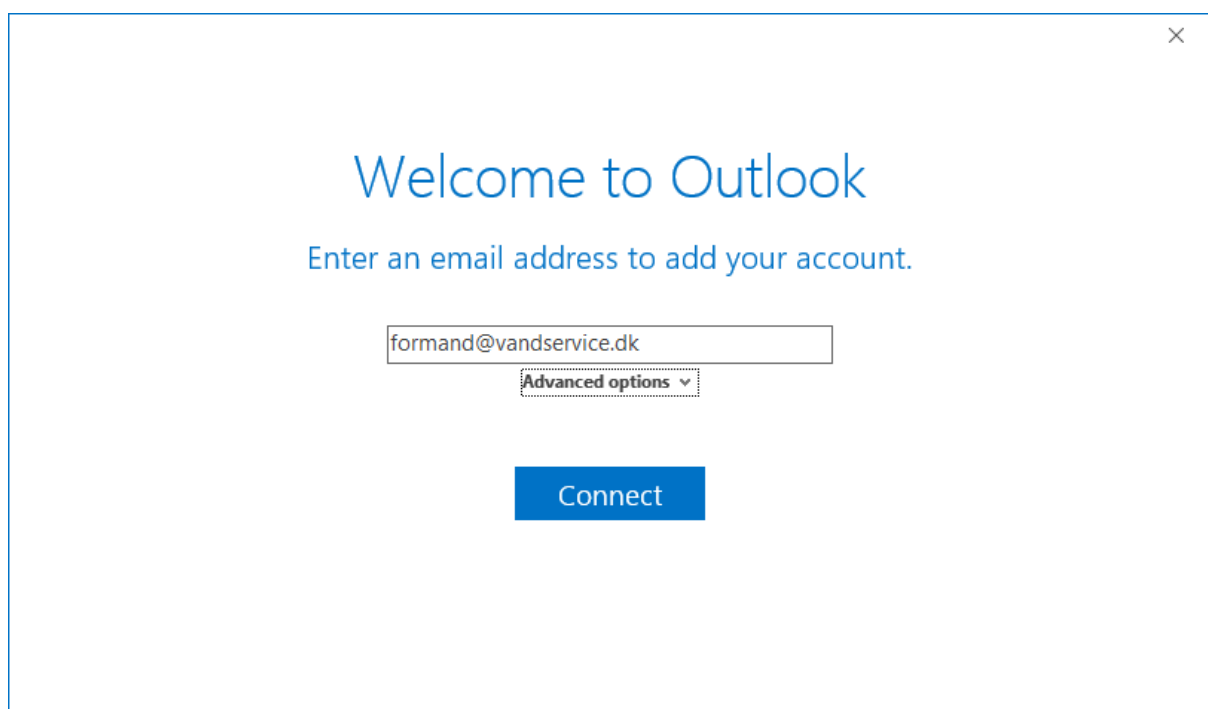 Welcome to Outlook
Enter an email address to add your account.
formand@vandservice.dk
Advanced options
Connect